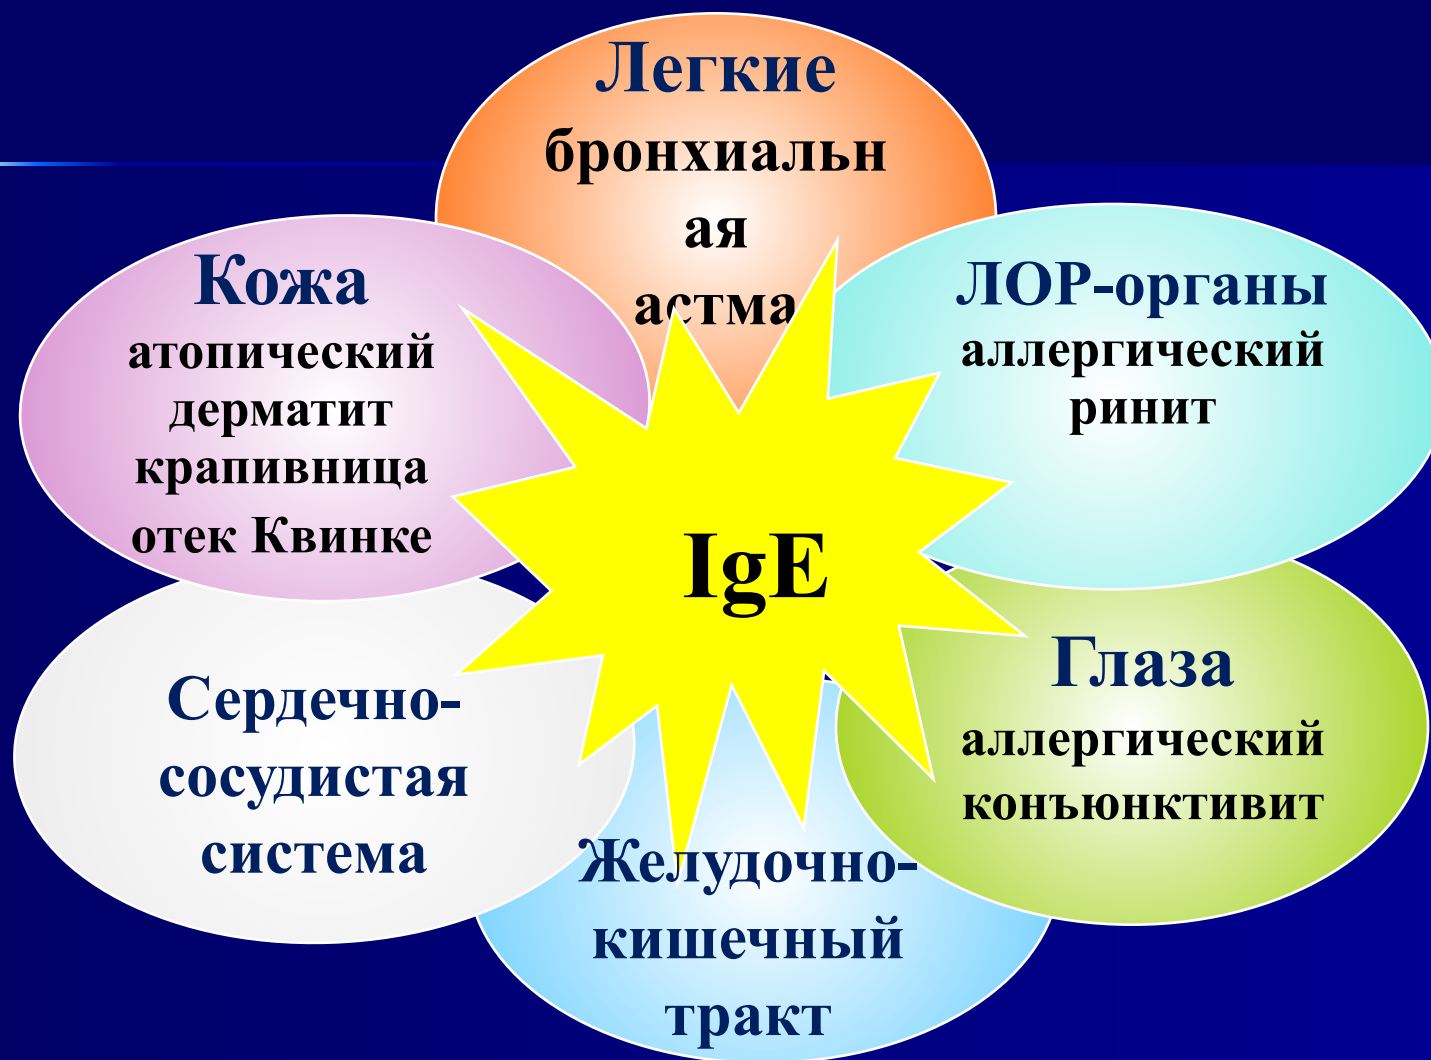 Легкие
бронхиальн
ая
астма
Кожа
атопический
дерматит
крапивница
отек Квинке
ЛОР-органы
аллергический
ринит
IgE
Сердечно-
сосудистая
система
Глаза
аллергический
конъюнктивит
Желудочно-
кишечный
тракт